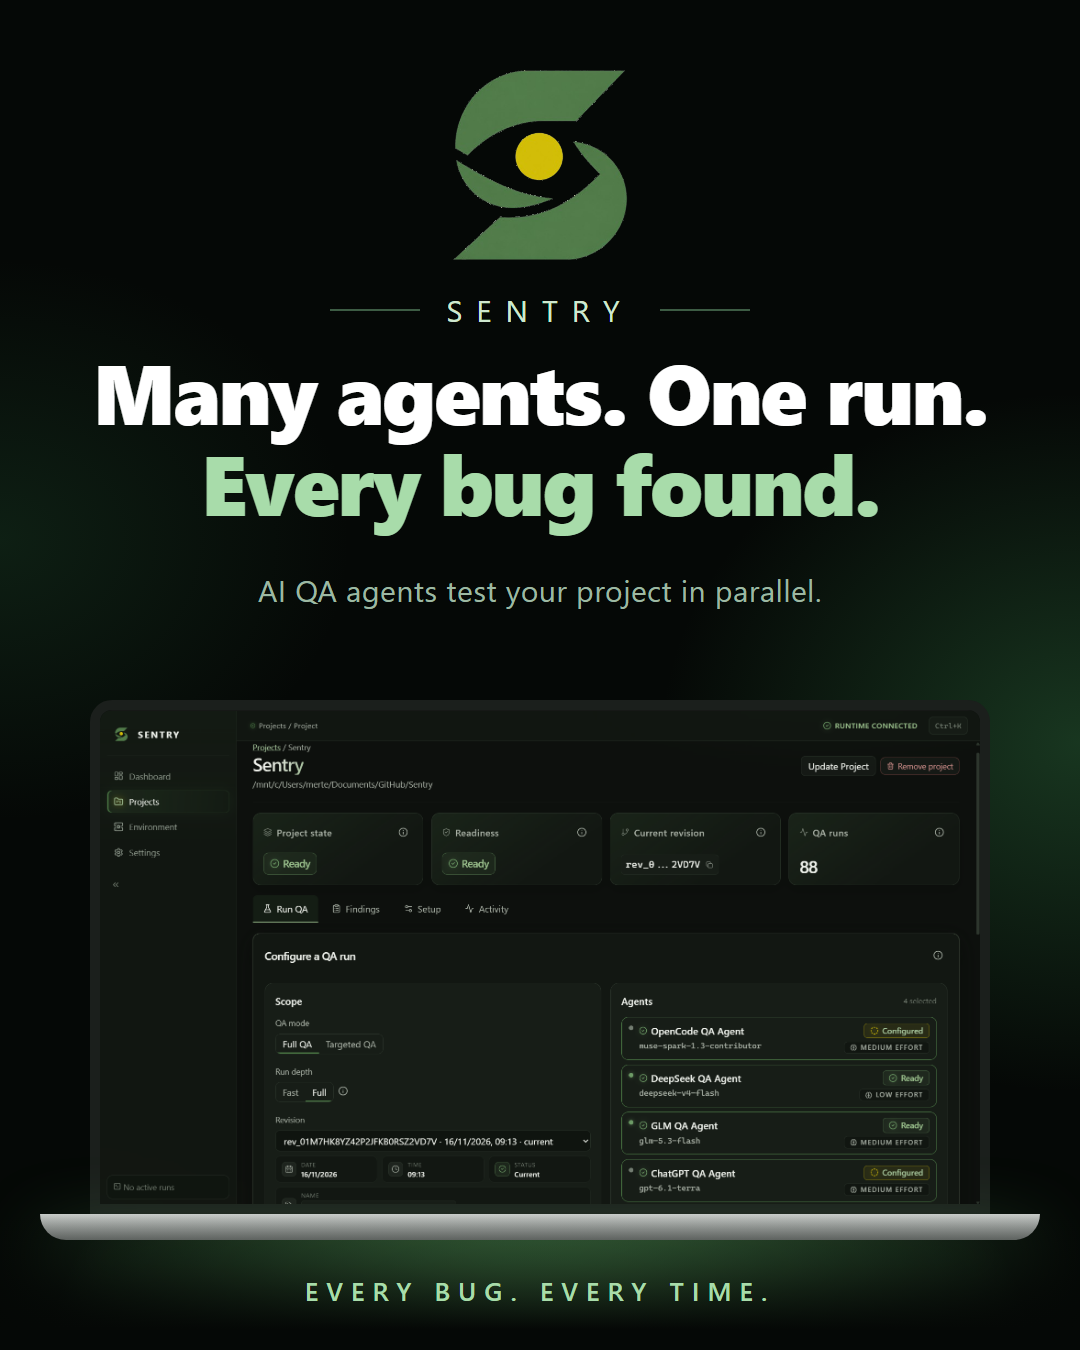 SENTRY
Many agents. One run.
Every bug found.
AI QA agents test your project in parallel.
SENTRY
Dashboard
Projects
Environment
Settings
«
No active runs
Projects / Project
RUNTIME CONNECTED
Ctrl+K
Projects / Sentry
Sentry
/mnt/c/Users/merte/Documents/GitHub/Sentry
Update Project
Remove project
Project state
Ready
Readiness
Ready
Current revision
rev_0 ... 2VD7V
QA runs
88
Run QA
Findings
Setup
Activity
Configure a QA run
Scope
QA mode
Full QA
Targeted QA
Run depth
Fast
Full
Revision
rev_01M7HK8YZ42P2JFKB0RSZ2VD7V · 16/11/2026, 09:13 · current
DATE
16/11/2026
TIME
09:13
STATUS
Current
NAME
Agents
4 selected
OpenCode QA Agent
Configured
muse-spark-1.3-contributor
MEDIUM EFFORT
DeepSeek QA Agent
Ready
deepseek-v4-flash
LOW EFFORT
GLM QA Agent
Ready
glm-5.3-flash
MEDIUM EFFORT
ChatGPT QA Agent
Configured
gpt-6.1-terra
MEDIUM EFFORT
EVERY BUG. EVERY TIME.